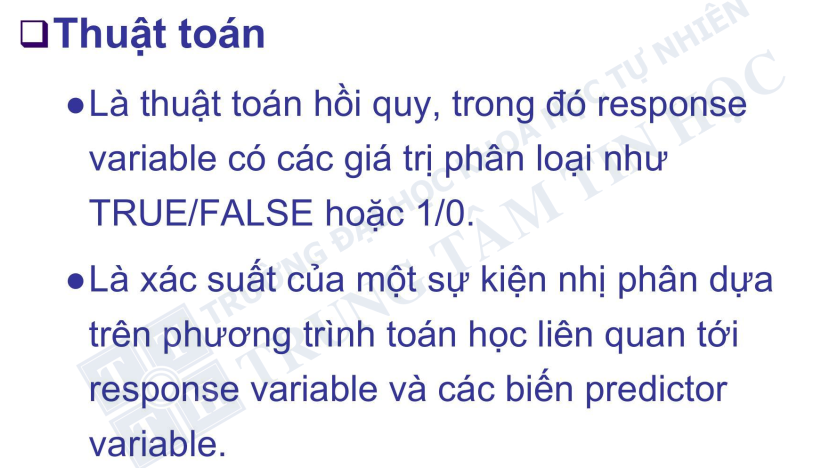 ❑Thuật toán
●Là thuật toán hồi quy, trong đó response
variable có các giá trị phân loại như
TRUE/FALSE hoặc 1/0.
●Là xác suất của một sự kiện nhị phân dựa
trên phương trình toán học liên quan tới
response variable và các biến predictor
variable.
TRƯỜNG ĐẠI HỌC KHOA HỌC TỰ NHIÊN
TRUNG TÂM TIN HỌC